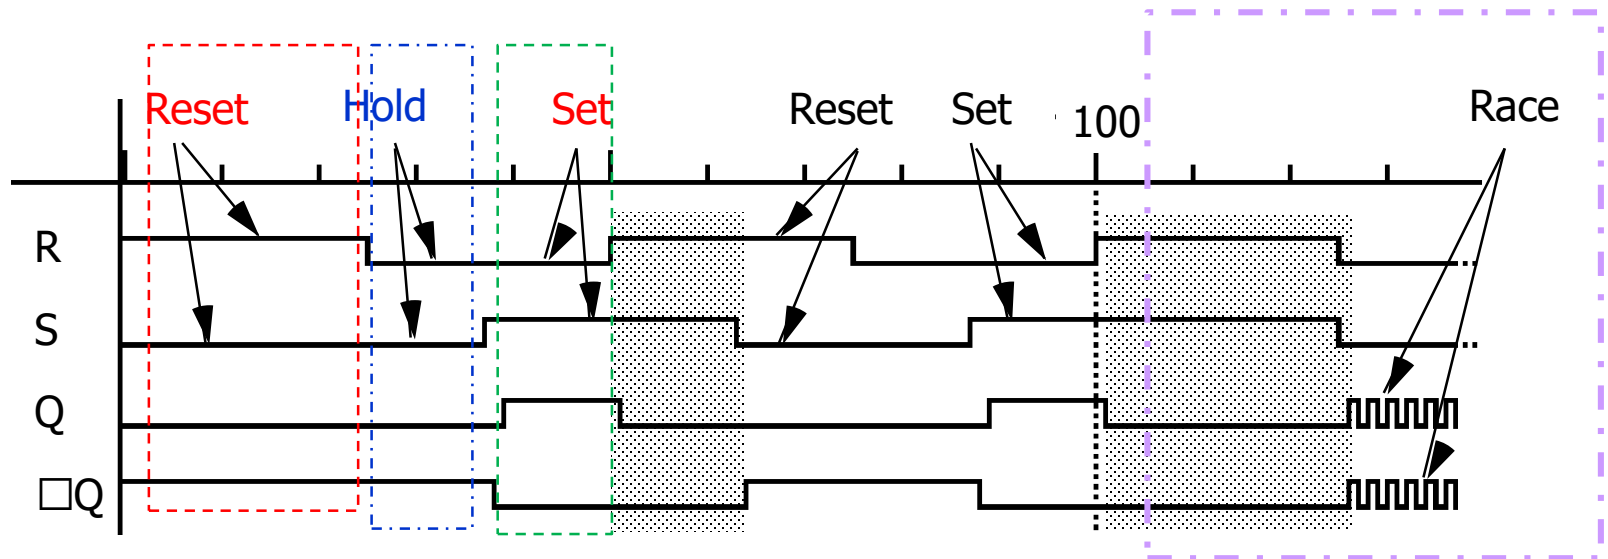 Reset Hold Set Reset Set 100 Race
R
S
Q
□Q